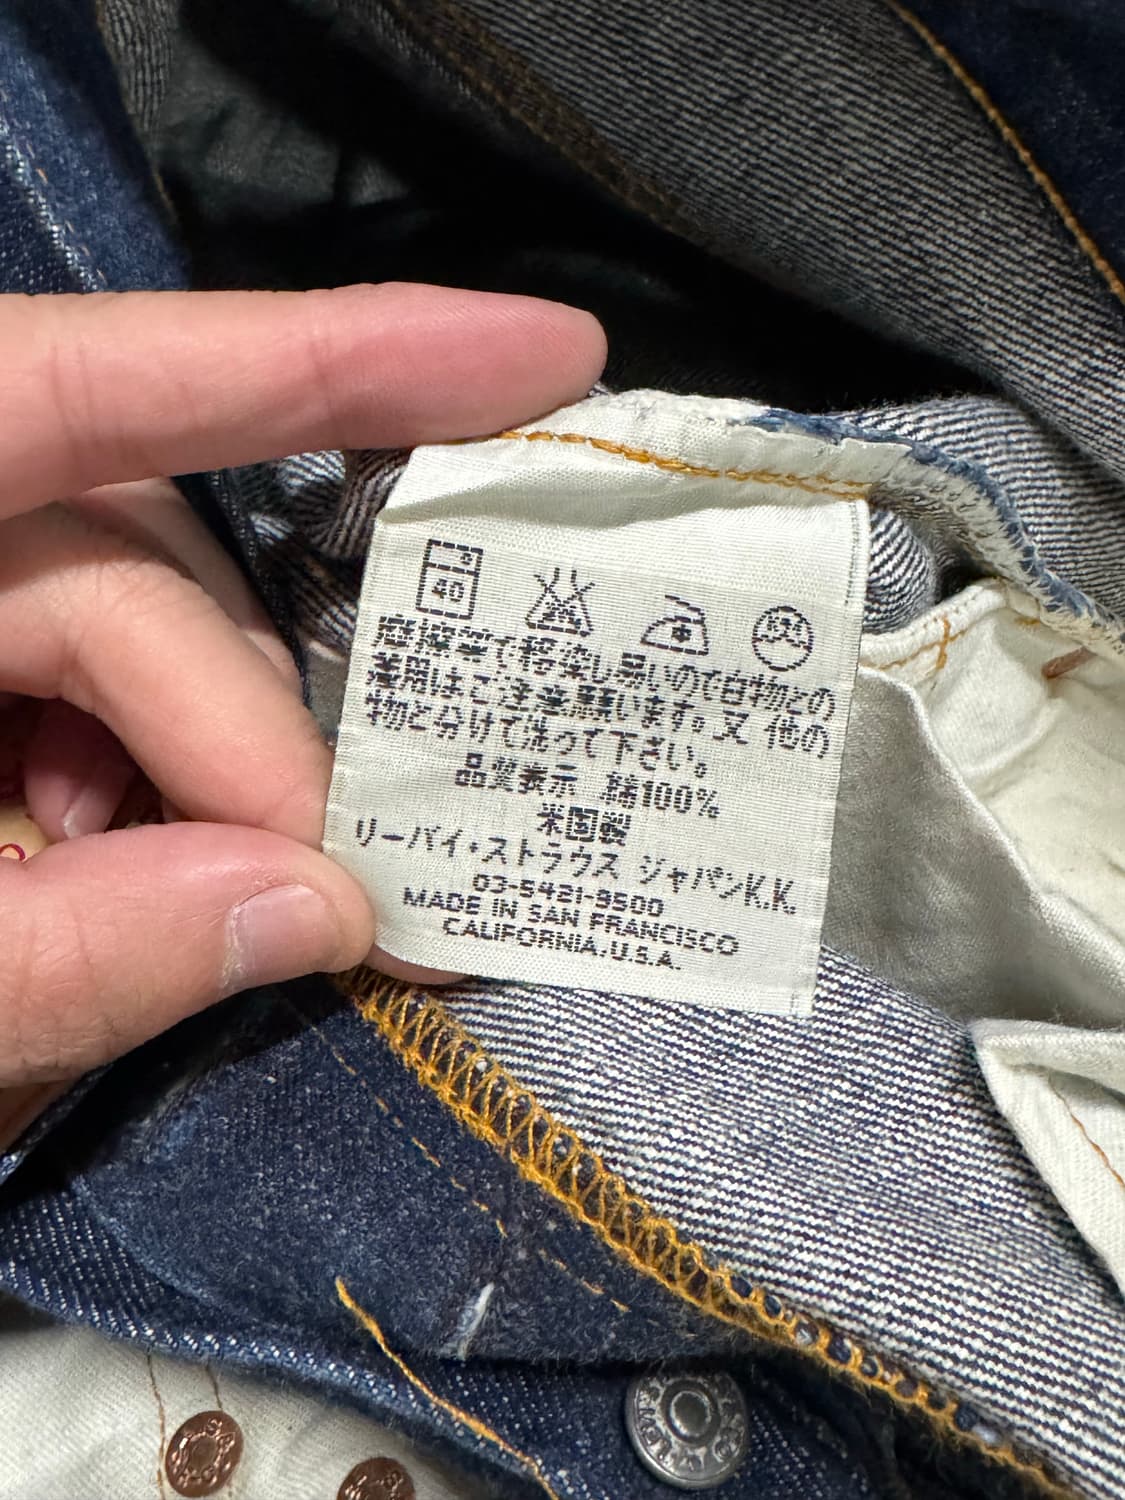 40
摩擦等で移染し易いので白物との
着用はご注意願います。又 他の
物と分けて洗って下さい。
品質表示 綿100%
米国製
リーバイ・ストラウス ジャパンK.K.
03-5421-9500
MADE IN SAN FRANCISCO
CALIFORNIA.U.S.A.